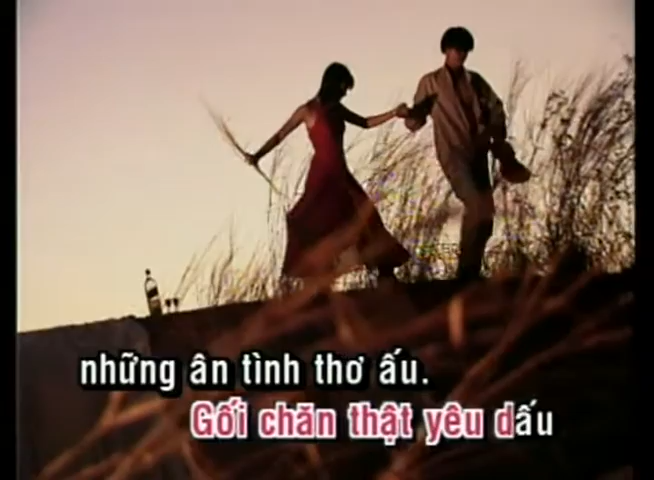 những ân tình thơ ấu.
Gối chăn thật yêu dấu